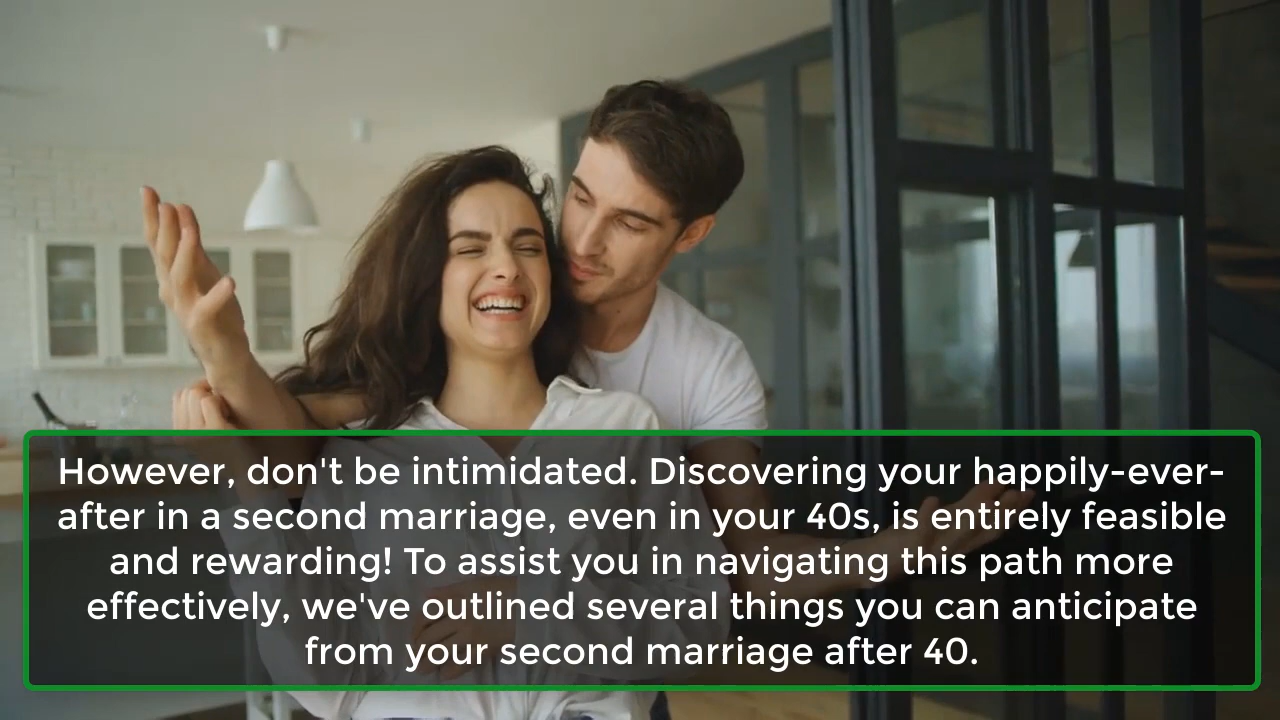 However, don't be intimidated. Discovering your happily-ever-
after in a second marriage, even in your 40s, is entirely feasible
and rewarding! To assist you in navigating this path more
effectively, we've outlined several things you can anticipate
from your second marriage after 40.